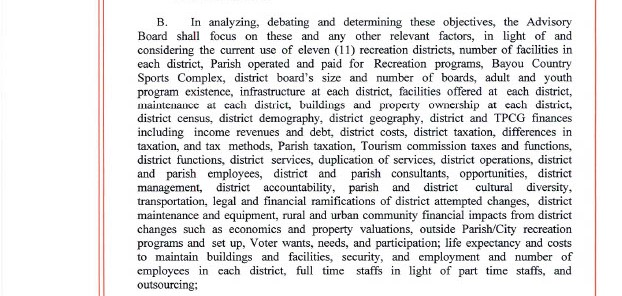 B. In analyzing, debating and determining these objectives, the Advisory
Board shall focus on these and any other relevant factors, in light of and
considering the current use of eleven (11) recreation districts, number of facilities in
each district, Parish operated and paid for Recreation programs, Bayou Country
Sports Complex, district board's size and number of boards, adult and youth
program existence, infrastructure at each district, facilities offered at each district,
maintenance at each district, buildings and property ownership at each district,
district census, district demography, district geography, district and TPCG finances
including income revenues and debt, district costs, district taxation, differences in
taxation, and tax methods, Parish taxation, Tourism commission taxes and functions,
district functions, district services, duplication of services, district operations, district
and parish employees, district and parish consultants, opportunities, district
management, district accountability, parish and district cultural diversity,
transportation, legal and financial ramifications of district attempted changes, district
maintenance and equipment, rural and urban community financial impacts from district
changes such as economics and property valuations, outside Parish/City recreation
programs and set up, Voter wants, needs, and participation; life expectancy and costs
to maintain buildings and facilities, security, and employment and number of
employees in each district, full time staffs in light of part time staffs, and
outsourcing;